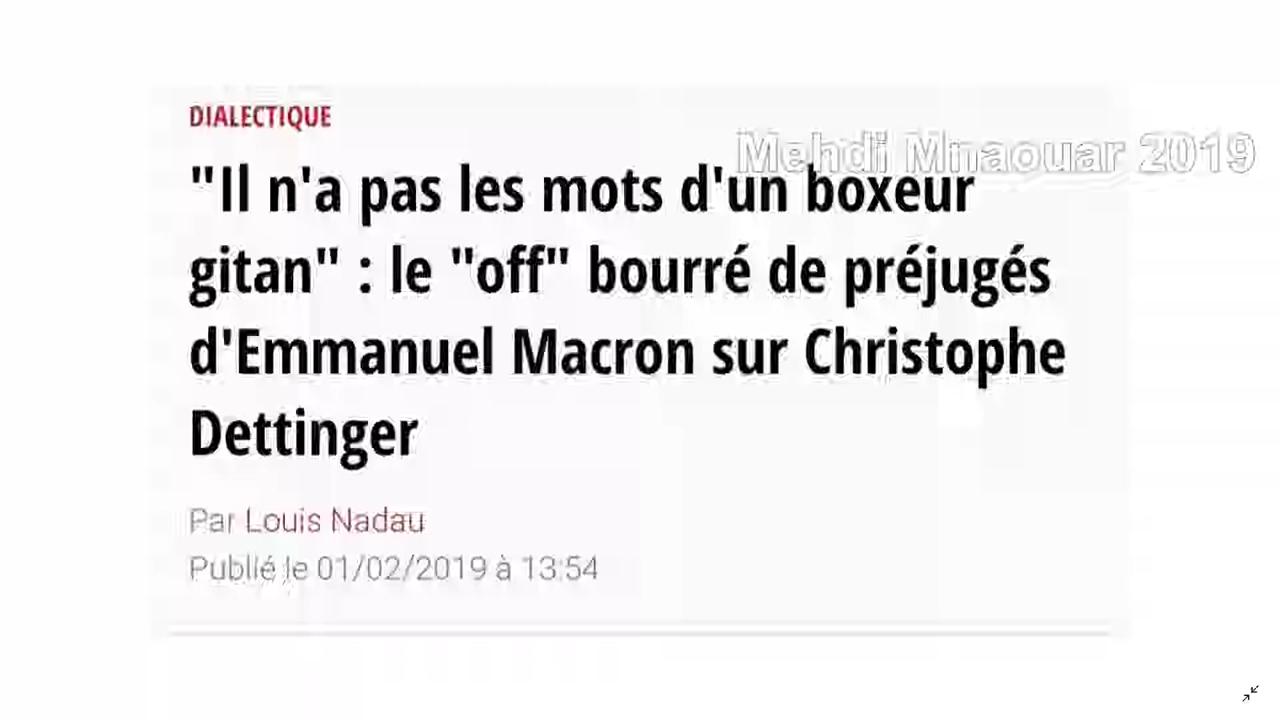 DIALECTIQUE
Mehdi Mnaouar 2019
"Il n'a pas les mots d'un boxeur
gitan" : le "off" bourré de préjugés
d'Emmanuel Macron sur Christophe
Dettinger
Par Louis Nadau
Publié le 01/02/2019 à 13:54